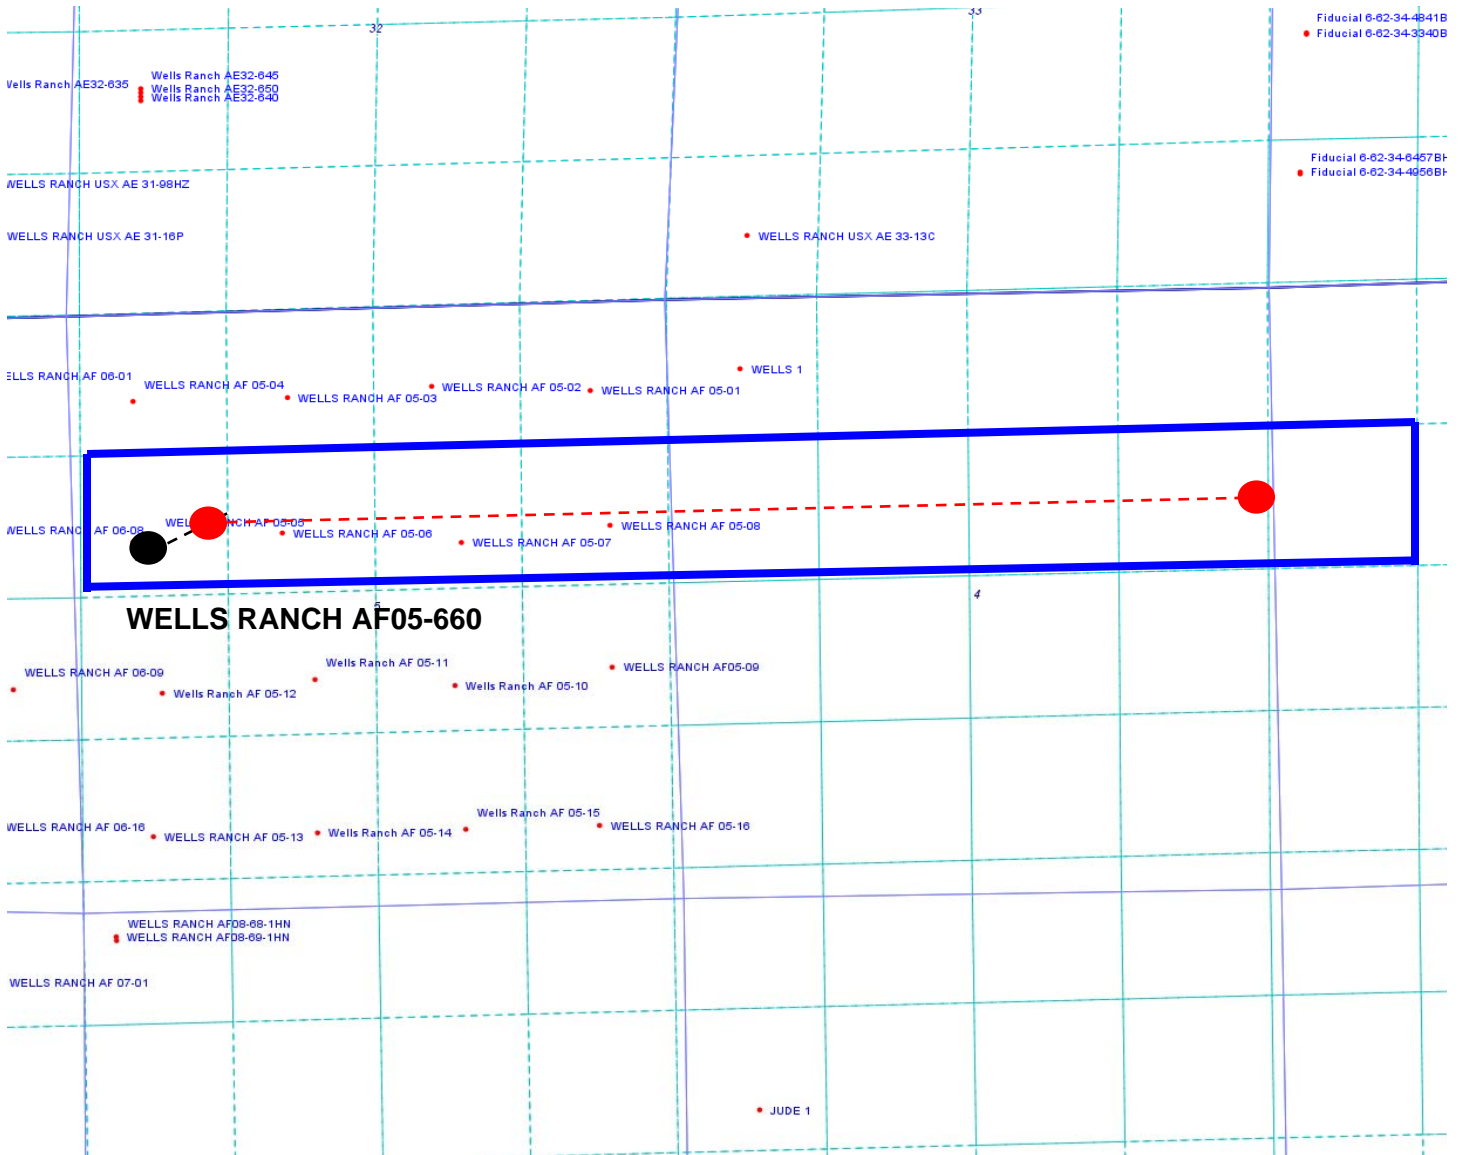 33
Fiducial 6-62-34-4841B
32
Fiducial 6-62-34-3340B
Wells Ranch AE32-645
Wells Ranch AE32-635
Wells Ranch AE32-650
Wells Ranch AE32-640
Fiducial 6-62-34-6457BH
Fiducial 6-62-34-4956BH
WELLS RANCH USX AE 31-98HZ
WELLS RANCH USX AE 31-16P
WELLS RANCH USX AE 33-13C
WELLS 1
ELLS RANCH AF 06-01
WELLS RANCH AF 05-04
WELLS RANCH AF 05-02
WELLS RANCH AF 05-01
WELLS RANCH AF 05-03
WELLS RANCH AF 06-08
WELLS RANCH AF 05-05
WELLS RANCH AF 05-08
WELLS RANCH AF 05-06
WELLS RANCH AF 05-07
4
5
WELLS RANCH AF05-660
Wells Ranch AF 05-11
WELLS RANCH AF05-09
WELLS RANCH AF 06-09
Wells Ranch AF 05-10
Wells Ranch AF 05-12
Wells Ranch AF 05-15
WELLS RANCH AF 06-16
WELLS RANCH AF 05-16
Wells Ranch AF 05-14
WELLS RANCH AF 05-13
WELLS RANCH AF08-68-1HN
WELLS RANCH AF08-69-1HN
WELLS RANCH AF 07-01
JUDE 1